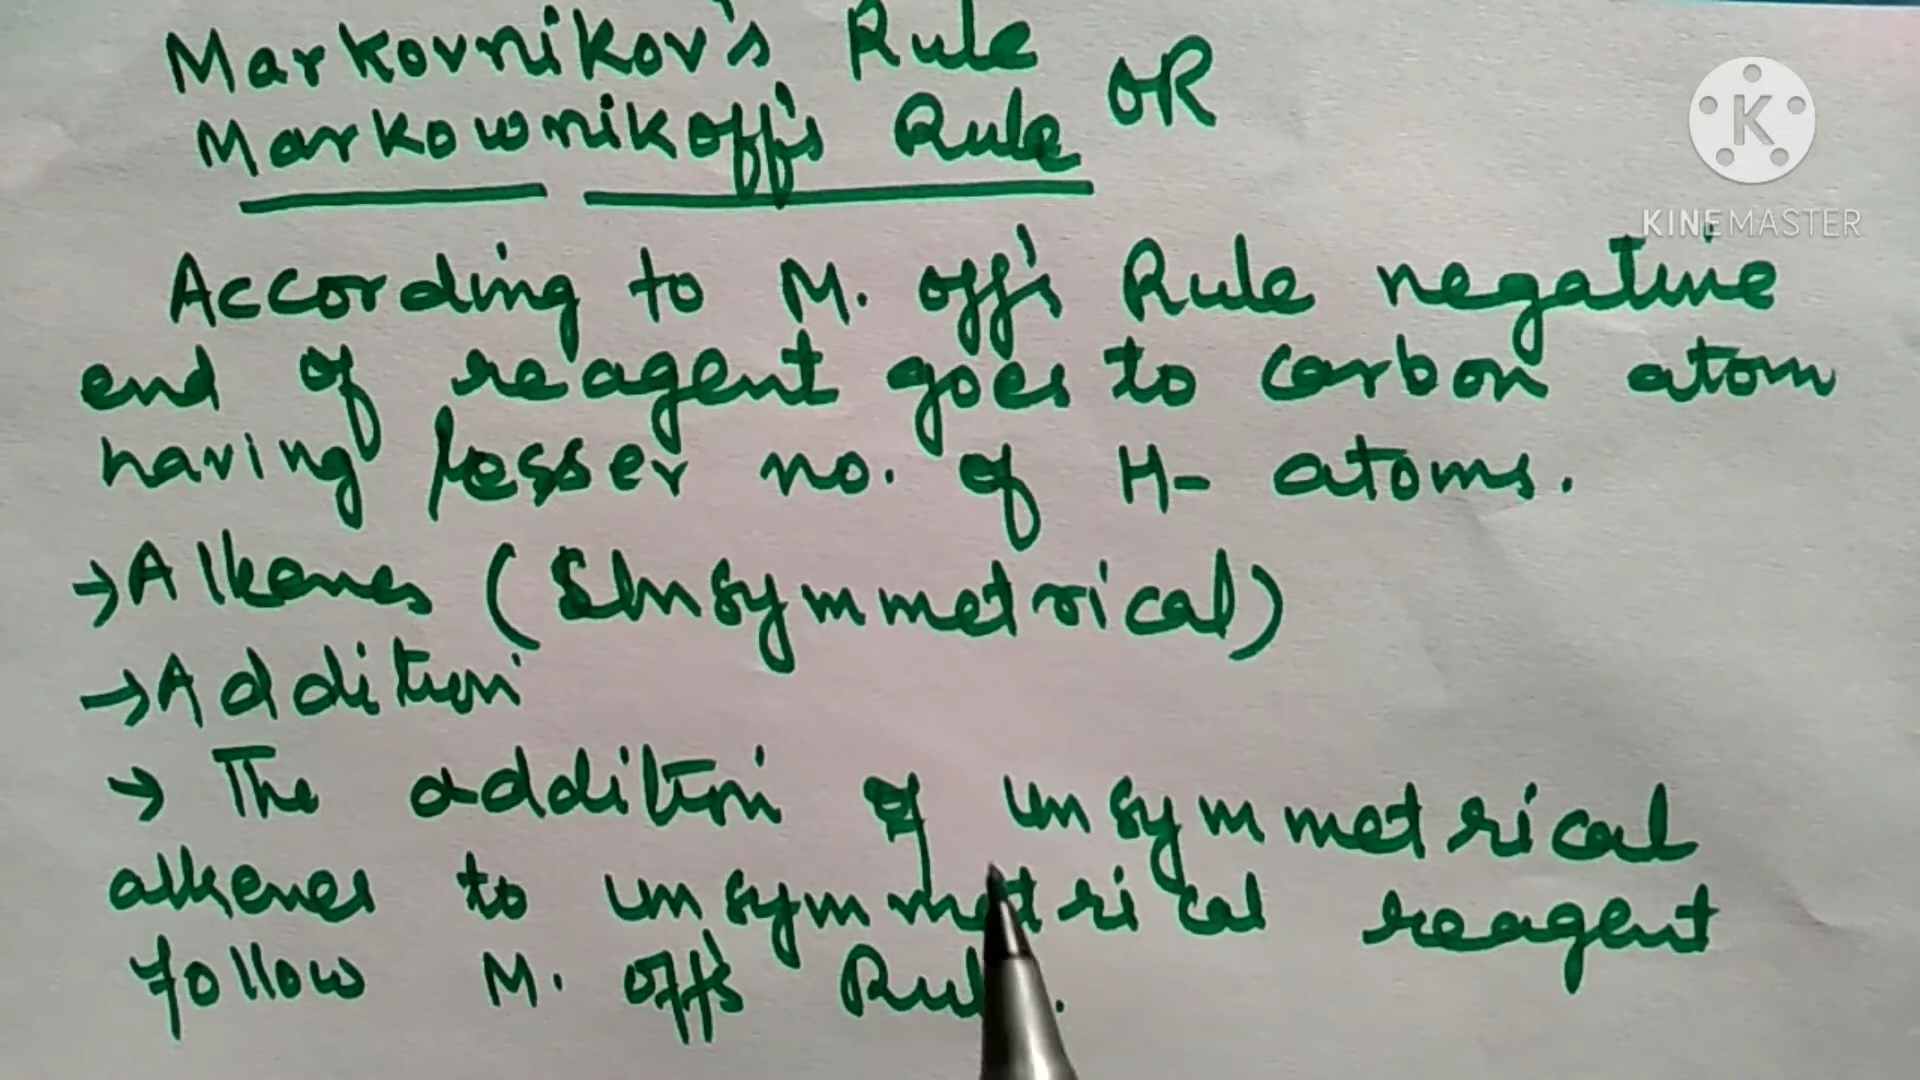 Markovnikov's Rule OR
Markownikoff's Rule
K
KINEMASTER
According to M. off's Rule negative
end of reagent goes to carbon atom
having lesser no. of H- atoms.
→ Alkenes (Unsymmetrical)
→ Addition
→ The addition of unsymmetrical
alkenes to unsymmetrical reagent
follow M. off's Rule.